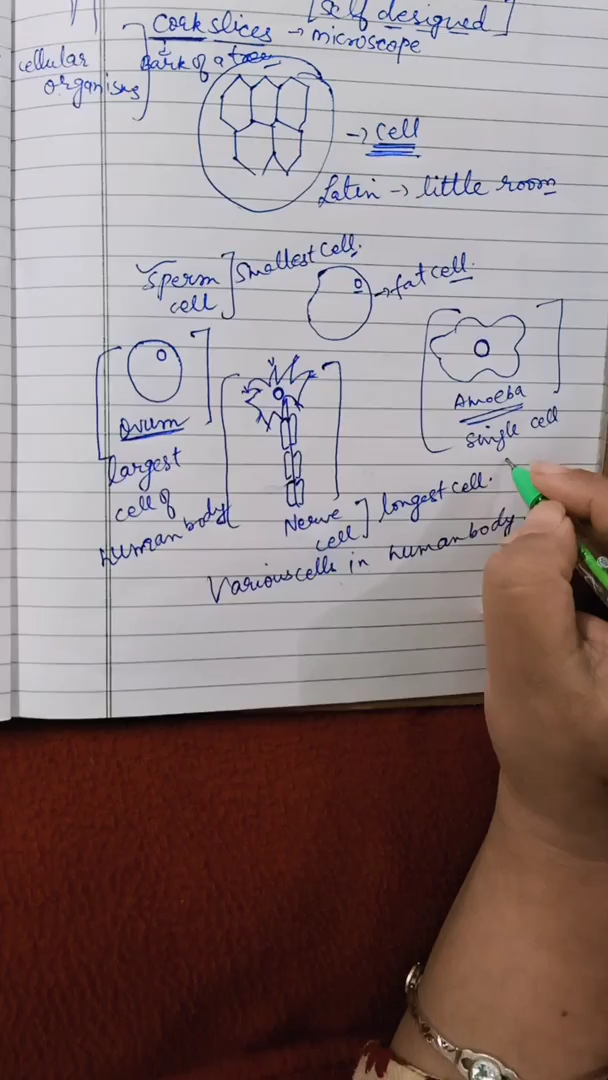 [self designed]
cork slices → microscope
cellular
organisms
Bark of a tree
→ cell
Latin → little room
Sperm
cell
smallest cell.
→ fat cell.
Ovum
largest
cell of
human body
Nerve
cell
longest cell.
Amoeba
single cell
Various cells in human body